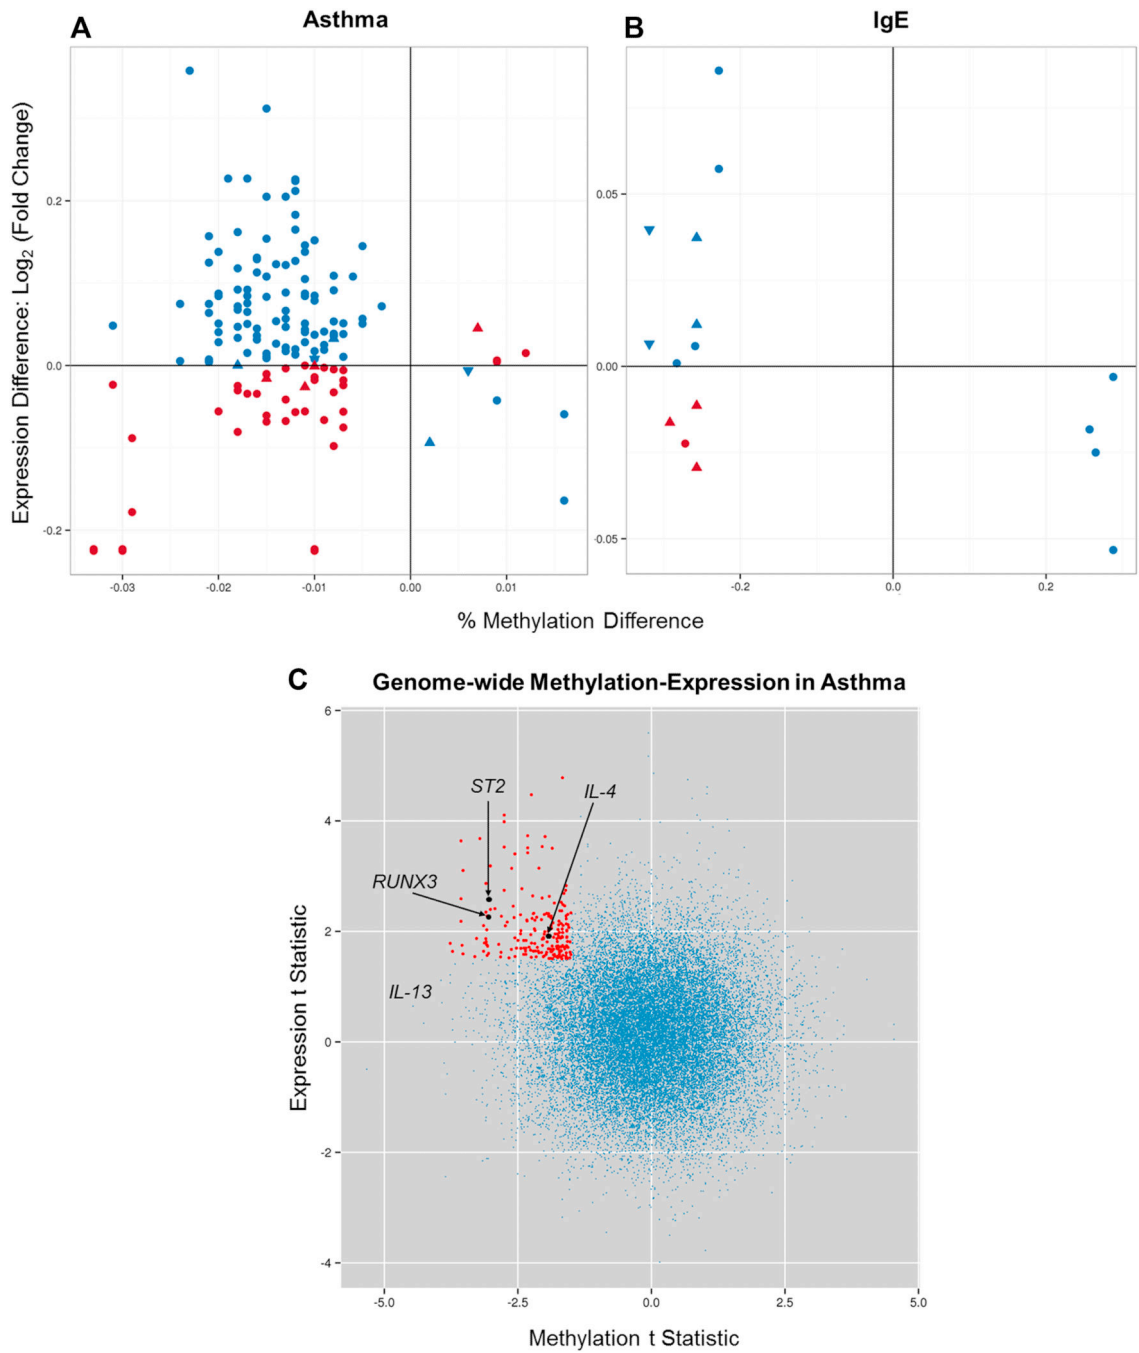 A
Asthma
B
IgE
Expression Difference: Log2 (Fold Change)
0.2
0.0
-0.2
-0.03
-0.02
-0.01
0.00
0.01
0.05
0.00
-0.05
-0.2
0.0
0.2
% Methylation Difference
C
Genome-wide Methylation-Expression in Asthma
Expression t Statistic
6
4
2
0
-2
-4
ST2
IL-4
RUNX3
IL-13
-5.0
-2.5
0.0
2.5
5.0
Methylation t Statistic